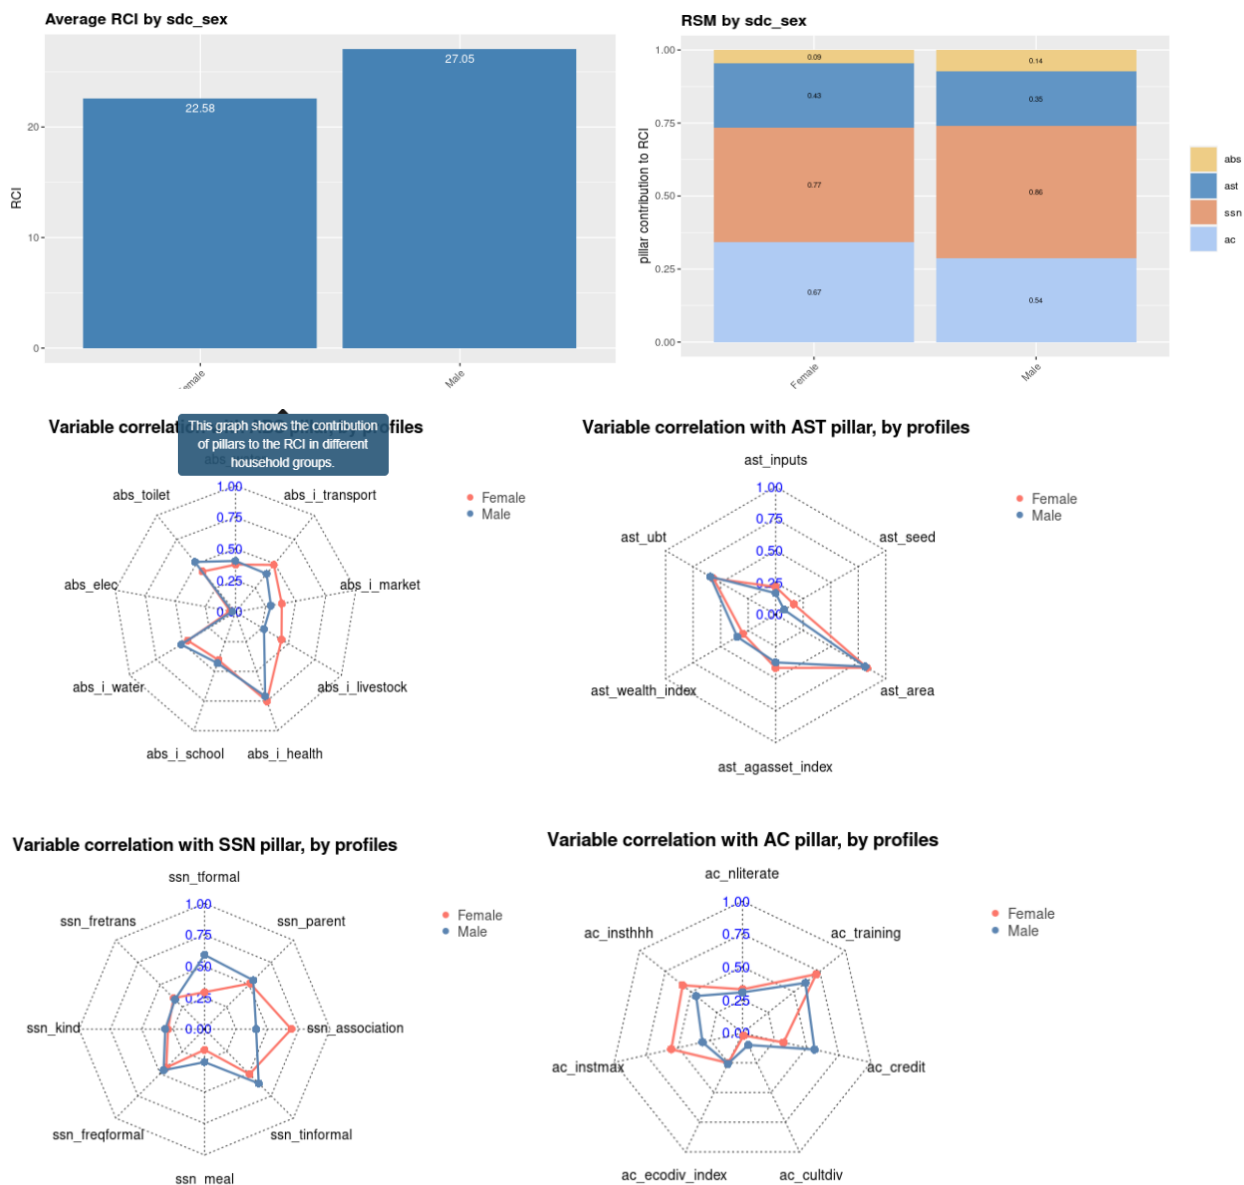 Average RCI by sdc_sex
RCI
20
10
0
22.58
27.05
Male
RSM by sdc_sex
pillar contribution to RCI
1.00
0.75
0.50
0.25
0.00
0.09
0.43
0.77
0.67
0.14
0.35
0.86
0.54
Female
Male
abs
ast
ssn
ac
This graph shows the contribution
of pillars to the RCI in different
household groups.
Variable correlati
profiles
abs_toilet
abs_i_transport
abs_elec
abs_i_market
abs_i_water
abs_i_livestock
abs_i_school
abs_i_health
1.00
0.75
0.50
0.25
0.00
Female
Male
Variable correlation with AST pillar, by profiles
ast_inputs
ast_ubt
ast_seed
ast_wealth_index
ast_area
ast_agasset_index
1.00
0.75
0.50
0.25
0.00
Female
Male
Variable correlation with SSN pillar, by profiles
ssn_tformal
ssn_fretrans
ssn_parent
ssn_kind
ssn_association
ssn_freqformal
ssn_tinformal
ssn_meal
1.00
0.75
0.50
0.25
0.00
Female
Male
Variable correlation with AC pillar, by profiles
ac_nliterate
ac_insthhh
ac_training
ac_instmax
ac_credit
ac_ecodiv_index
ac_cultdiv
1.00
0.75
0.50
0.25
0.00
Female
Male